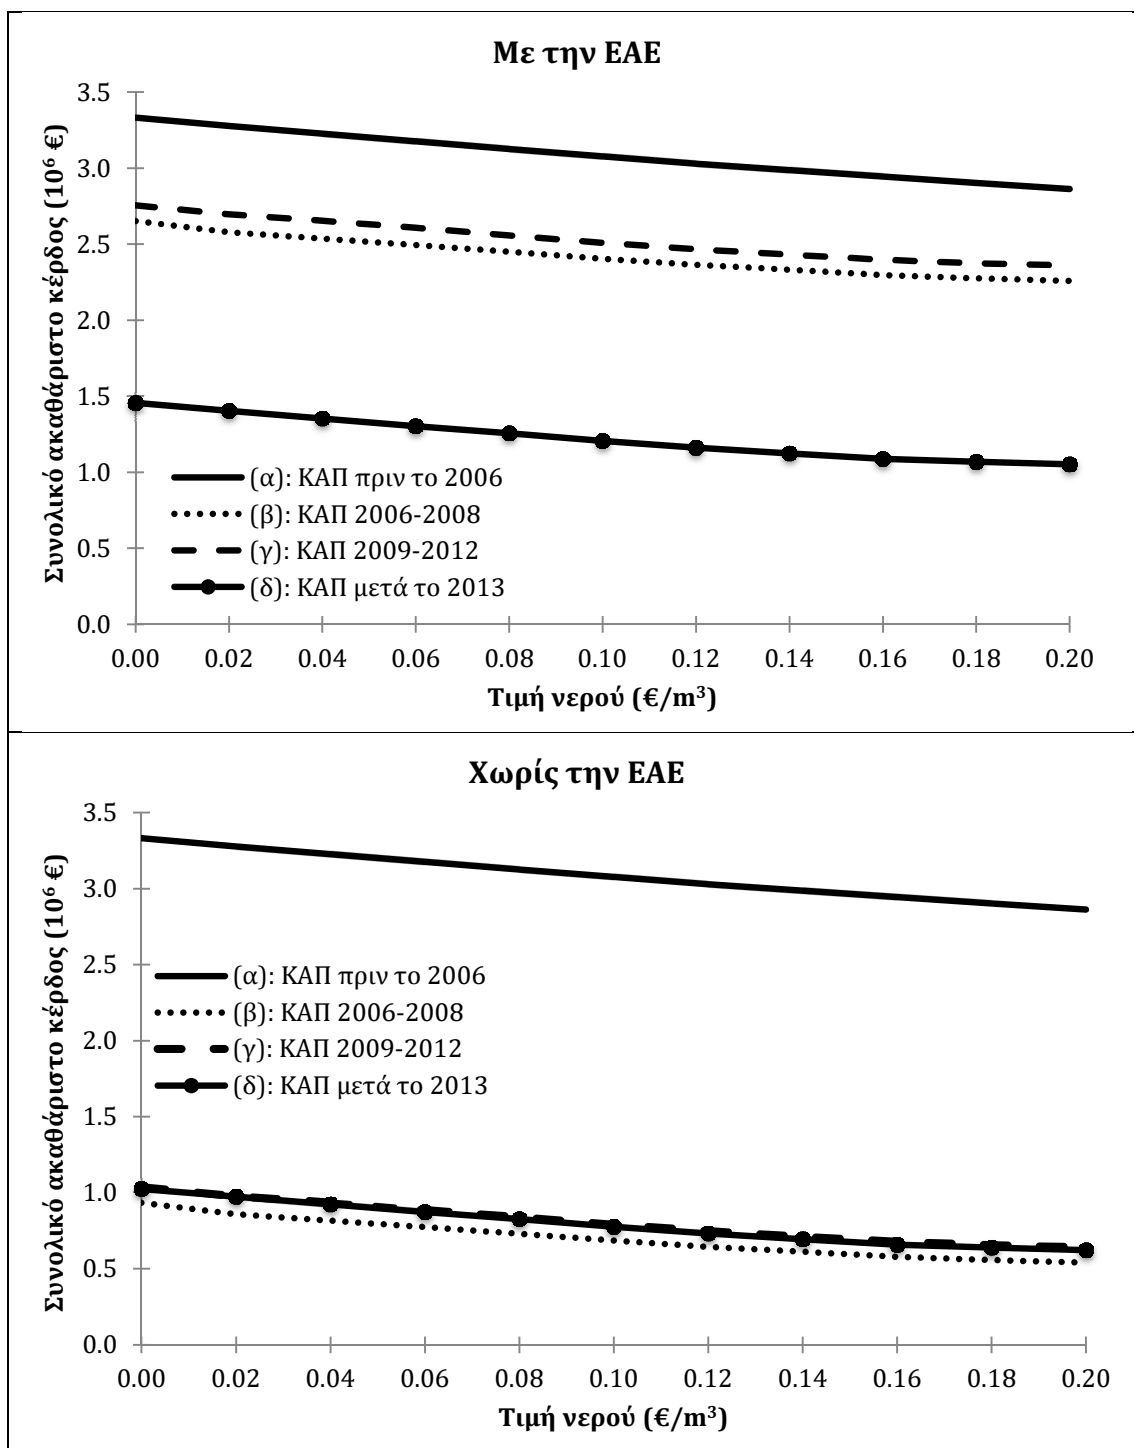 Με την ΕΑΕ
Συνολικό ακαθάριστο κέρδος (10⁶ €)
3.5
3.0
2.5
2.0
1.5
1.0
0.5
0.0
(α): ΚΑΠ πριν το 2006
(β): ΚΑΠ 2006-2008
(γ): ΚΑΠ 2009-2012
(δ): ΚΑΠ μετά το 2013
0.00 0.02 0.04 0.06 0.08 0.10 0.12 0.14 0.16 0.18 0.20
Τιμή νερού (€/m³)
Χωρίς την ΕΑΕ
Συνολικό ακαθάριστο κέρδος (10⁶ €)
3.5
3.0
2.5
2.0
1.5
1.0
0.5
0.0
(α): ΚΑΠ πριν το 2006
(β): ΚΑΠ 2006-2008
(γ): ΚΑΠ 2009-2012
(δ): ΚΑΠ μετά το 2013
0.00 0.02 0.04 0.06 0.08 0.10 0.12 0.14 0.16 0.18 0.20
Τιμή νερού (€/m³)